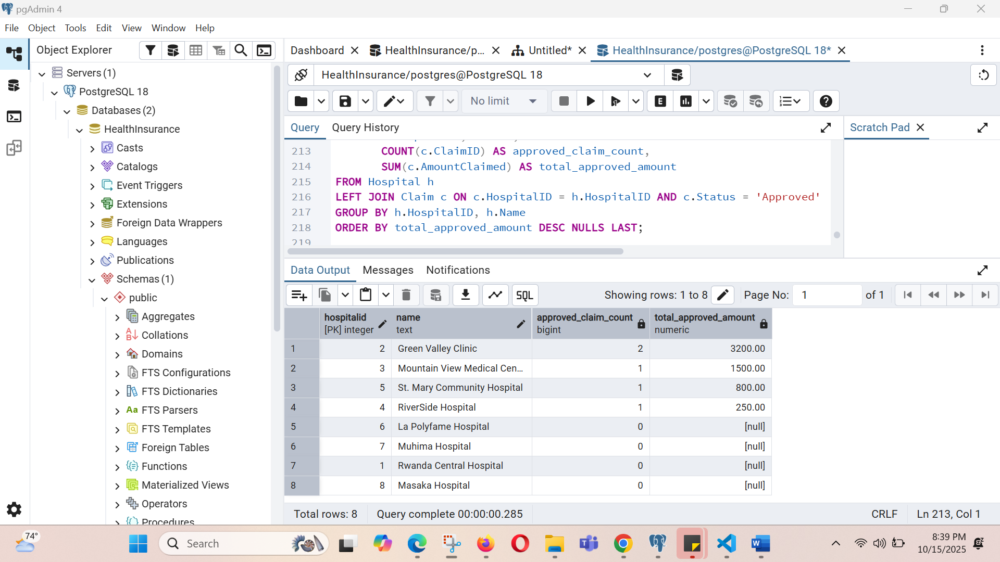 pgAdmin 4
File Object Tools Edit View Window Help
Object Explorer
Dashboard
HealthInsurance/p...
Untitled*
HealthInsurance/postgres@PostgreSQL 18*
Servers (1)
PostgreSQL 18
Databases (2)
HealthInsurance
Casts
Catalogs
Event Triggers
Extensions
Foreign Data Wrappers
Languages
Publications
Schemas (1)
public
Aggregates
Collations
Domains
FTS Configurations
FTS Dictionaries
Aa FTS Parsers
FTS Templates
Foreign Tables
Functions
Materialized Views
Operators
Procedures
HealthInsurance/postgres@PostgreSQL 18
No limit
E
Query Query History
Scratch Pad
213 COUNT(c.ClaimID) AS approved_claim_count,
214 SUM(c.AmountClaimed) AS total_approved_amount
215 FROM Hospital h
216 LEFT JOIN Claim c ON c.HospitalID = h.HospitalID AND c.Status = 'Approved'
217 GROUP BY h.HospitalID, h.Name
218 ORDER BY total_approved_amount DESC NULLS LAST;
219
Data Output Messages Notifications
SQL
Showing rows: 1 to 8
Page No: 1 of 1
hospitalid name approved_claim_count total_approved_amount
[PK] integer text bigint numeric
1 2 Green Valley Clinic 2 3200.00
2 3 Mountain View Medical Cen... 1 1500.00
3 5 St. Mary Community Hospital 1 800.00
4 4 RiverSide Hospital 1 250.00
5 6 La Polyfame Hospital 0 [null]
6 7 Muhima Hospital 0 [null]
7 1 Rwanda Central Hospital 0 [null]
8 8 Masaka Hospital 0 [null]
Total rows: 8 Query complete 00:00:00.285 CRLF Ln 213, Col 1
74°
Search
8:39 PM
10/15/2025